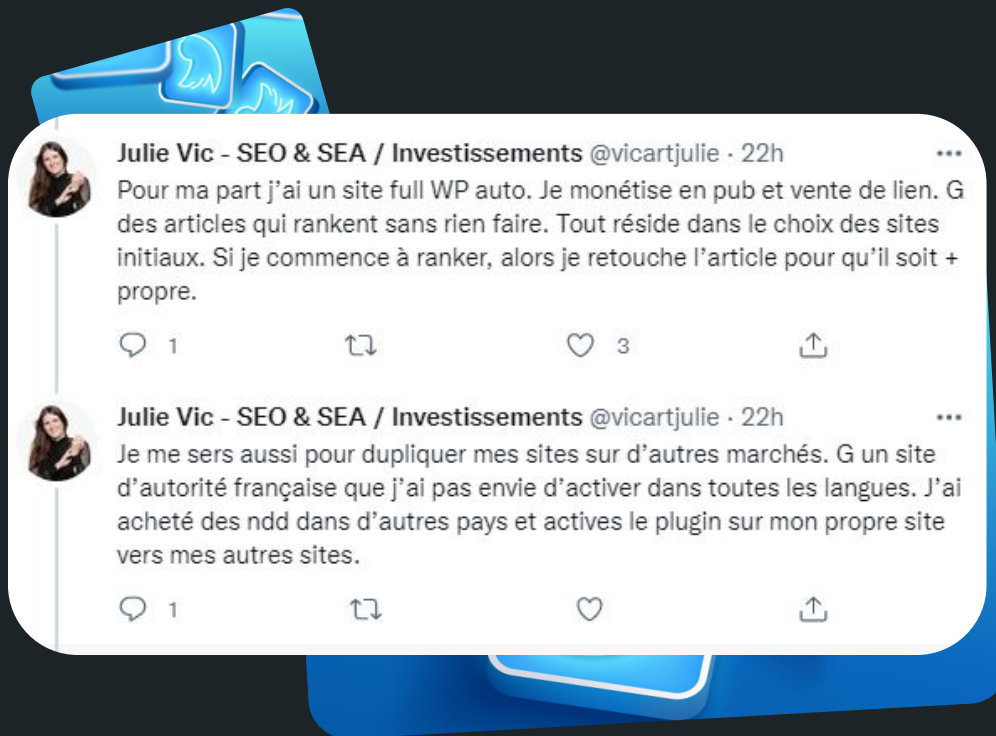 Julie Vic - SEO & SEA / Investissements @vicartjulie · 22h
Pour ma part j'ai un site full WP auto. Je monétise en pub et vente de lien. G
des articles qui rankent sans rien faire. Tout réside dans le choix des sites
initiaux. Si je commence à ranker, alors je retouche l'article pour qu'il soit +
propre.
1 3
Julie Vic - SEO & SEA / Investissements @vicartjulie · 22h
Je me sers aussi pour dupliquer mes sites sur d'autres marchés. G un site
d'autorité française que j'ai pas envie d'activer dans toutes les langues. J'ai
acheté des ndd dans d'autres pays et actives le plugin sur mon propre site
vers mes autres sites.
1